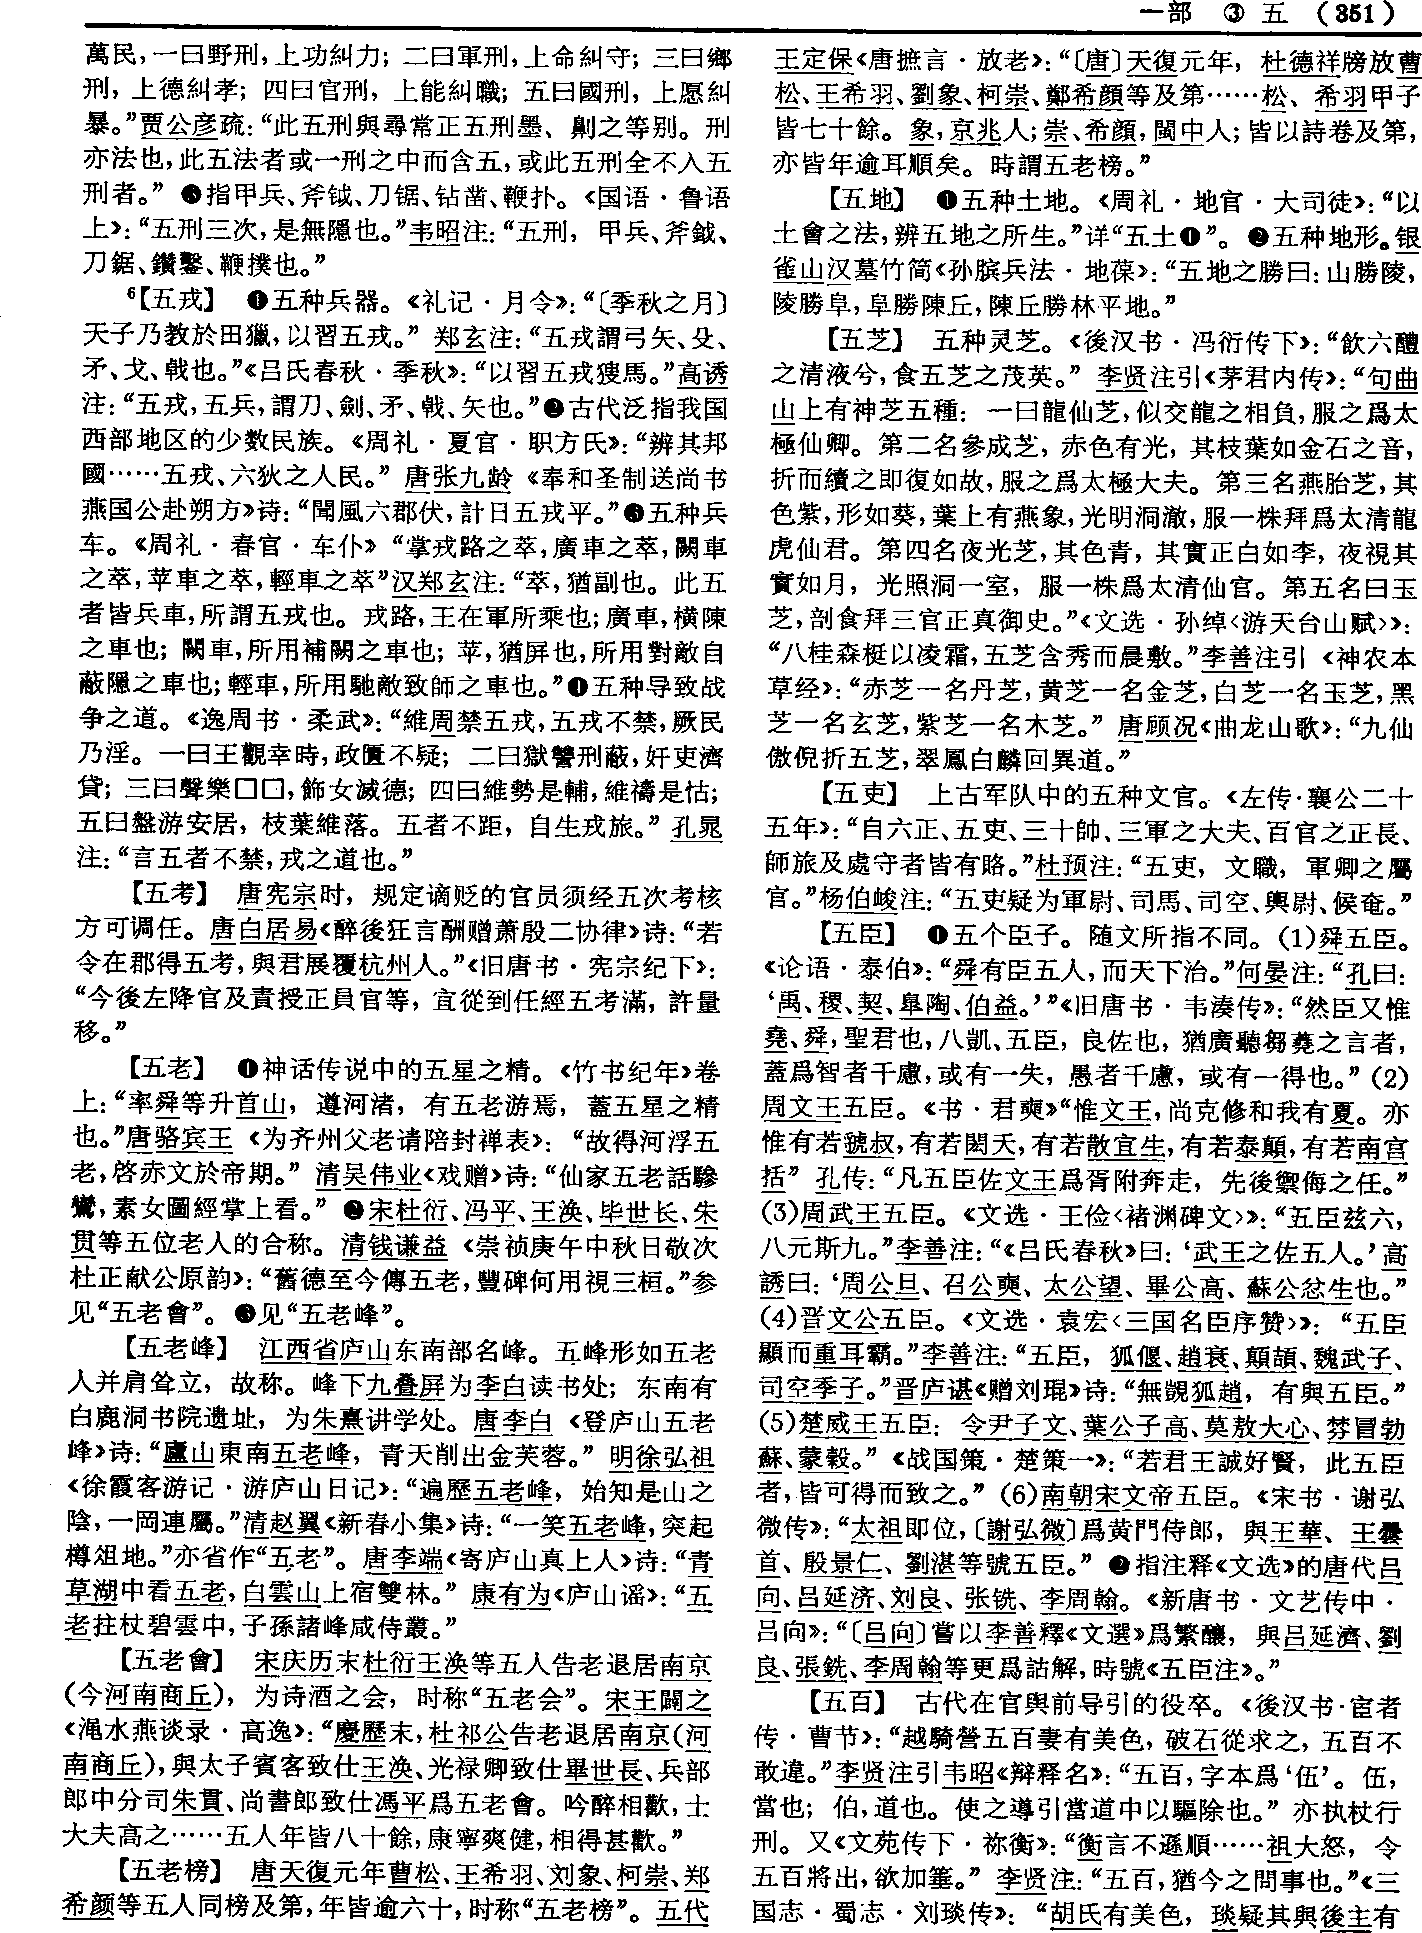 一部 ③ 五 (351)
萬民,一曰野刑,上功糾力;二曰軍刑,上命糾守;三曰鄉
刑,上德糾孝;四曰官刑,上能糾職;五曰國刑,上愿糾
暴。”贾公彦疏:“此五刑與尋常正五刑墨、劓之等别。刑
亦法也,此五法者或一刑之中而含五,或此五刑全不入五
刑者。” ❸指甲兵、斧钺、刀锯、钻凿、鞭扑。《国语·鲁语
上》:“五刑三次,是無隱也。”韦昭注:“五刑,甲兵、斧鉞、
刀鋸、鑽鑿、鞭撲也。”
⁶【五戎】 ❶五种兵器。《礼记·月令》:“〔季秋之月〕
天子乃教於田獵,以習五戎。” 郑玄注:“五戎謂弓矢、殳、
矛、戈、戟也。”《吕氏春秋·季秋》:“以習五戎獀馬。”高诱
注:“五戎,五兵,謂刀、劍、矛、戟、矢也。”❷古代泛指我国
西部地区的少数民族。《周礼·夏官·职方氏》:“辨其邦
國……五戎、六狄之人民。” 唐张九龄《奉和圣制送尚书
燕国公赴朔方》诗:“聞風六郡伏,計日五戎平。”❸五种兵
车。《周礼·春官·车仆》“掌戎路之萃,廣車之萃,闕車
之萃,苹車之萃,輕車之萃”汉郑玄注:“萃,猶副也。此五
者皆兵車,所謂五戎也。戎路,王在軍所乘也;廣車,横陳
之車也;闕車,所用補闕之車也;苹,猶屏也,所用對敵自
蔽隱之車也;輕車,所用馳敵致師之車也。”❹五种导致战
争之道。《逸周书·柔武》:“維周禁五戎,五戎不禁,厥民
乃淫。一曰王觀幸時,政匱不疑;二曰獄讐刑蔽,奸吏濟
貸;三曰聲樂□□,飾女滅德;四曰維勢是輔,維禱是怙;
五曰盤游安居,枝葉維落。五者不距,自生戎旅。”孔晁
注:“言五者不禁,戎之道也。”
【五考】 唐宪宗时,规定谪贬的官员须经五次考核
方可调任。唐白居易《醉後狂言酬赠萧殷二协律》诗:“若
令在郡得五考,與君展覆杭州人。”《旧唐书·宪宗纪下》:
“今後左降官及責授正員官等,宜從到任經五考滿,許量
移。”
【五老】 ❶神话传说中的五星之精。《竹书纪年》卷
上:“率舜等升首山,遵河渚,有五老游焉,蓋五星之精
也。”唐骆宾王《为齐州父老请陪封禅表》:“故得河浮五
老,啓赤文於帝期。” 清吴伟业《戏赠》诗:“仙家五老話驂
鸞,素女圖經掌上看。” ❷宋杜衍、冯平、王涣、毕世长、朱
贯等五位老人的合称。清钱谦益《崇祯庚午中秋日敬次
杜正献公原韵》:“舊德至今傳五老,豐碑何用視三桓。”参
见“五老會”。 ❸见“五老峰”。
【五老峰】 江西省庐山东南部名峰。五峰形如五老
人并肩耸立,故称。峰下九叠屏为李白读书处;东南有
白鹿洞书院遗址,为朱熹讲学处。唐李白《登庐山五老
峰》诗:“廬山東南五老峰,青天削出金芙蓉。” 明徐弘祖
《徐霞客游记·游庐山日记》:“遍歷五老峰,始知是山之
陰,一岡連屬。”清赵翼《新春小集》诗:“一笑五老峰,突起
樽俎地。”亦省作“五老”。唐李端《寄庐山真上人》诗:“青
草湖中看五老,白雲山上宿雙林。” 康有为《庐山谣》:“五
老拄杖碧雲中,子孫諸峰咸侍叢。”
【五老會】 宋庆历末杜衍王涣等五人告老退居南京
(今河南商丘),为诗酒之会,时称“五老会”。宋王闢之
《渑水燕谈录·高逸》:“慶歷末,杜祁公告老退居南京(河
南商丘),與太子賓客致仕王涣、光禄卿致仕畢世長、兵部
郎中分司朱貫、尚書郎致仕馮平爲五老會。吟醉相歡,士
大夫高之……五人年皆八十餘,康寧爽健,相得甚歡。”
【五老榜】 唐天復元年曹松、王希羽、刘象、柯崇、郑
希颜等五人同榜及第,年皆逾六十,时称“五老榜”。五代
王定保《唐摭言·放老》:“〔唐〕天復元年,杜德祥牓放曹
松、王希羽、劉象、柯崇、鄭希顔等及第……松、希羽甲子
皆七十餘。象,京兆人;崇、希顔,閩中人;皆以詩卷及第,
亦皆年逾耳順矣。時謂五老榜。”
【五地】 ❶五种土地。《周礼·地官·大司徒》:“以
土會之法,辨五地之所生。”详“五土❶”。❷五种地形。银
雀山汉墓竹简《孙膑兵法·地葆》:“五地之勝曰:山勝陵,
陵勝阜,阜勝陳丘,陳丘勝林平地。”
【五芝】 五种灵芝。《後汉书·冯衍传下》:“飲六醴
之清液兮,食五芝之茂英。” 李贤注引《茅君内传》:“句曲
山上有神芝五種:一曰龍仙芝,似交龍之相負,服之爲太
極仙卿。第二名參成芝,赤色有光,其枝葉如金石之音,
折而續之即復如故,服之爲太極大夫。第三名燕胎芝,其
色紫,形如葵,葉上有燕象,光明洞澈,服一株拜爲太清龍
虎仙君。第四名夜光芝,其色青,其實正白如李,夜視其
實如月,光照洞一室,服一株爲太清仙官。第五名曰玉
芝,剖食拜三官正真御史。”《文选·孙绰〈游天台山赋〉》:
“八桂森梃以凌霜,五芝含秀而晨敷。”李善注引《神农本
草经》:“赤芝一名丹芝,黄芝一名金芝,白芝一名玉芝,黑
芝一名玄芝,紫芝一名木芝。” 唐顾况《曲龙山歌》:“九仙
傲倪折五芝,翠鳳白麟回異道。”
【五吏】 上古军队中的五种文官。《左传·襄公二十
五年》:“自六正、五吏、三十帥、三軍之大夫、百官之正長、
師旅及處守者皆有賂。”杜预注:“五吏,文職,軍卿之屬
官。”杨伯峻注:“五吏疑为軍尉、司馬、司空、輿尉、候奄。”
【五臣】 ❶五个臣子。随文所指不同。(1)舜五臣。
《论语·泰伯》:“舜有臣五人,而天下治。”何晏注:“孔曰:
‘禹、稷、契、皋陶、伯益。’”《旧唐书·韦凑传》:“然臣又惟
堯、舜,聖君也,八凱、五臣,良佐也,猶廣聽芻蕘之言者,
蓋爲智者千慮,或有一失,愚者千慮,或有一得也。”(2)
周文王五臣。《书·君奭》“惟文王,尚克修和我有夏。亦
惟有若虢叔,有若閎夭,有若散宜生,有若泰顛,有若南宫
括” 孔传:“凡五臣佐文王爲胥附奔走,先後禦侮之任。”
(3)周武王五臣。《文选·王俭〈褚渊碑文〉》:“五臣兹六,
八元斯九。”李善注:“《吕氏春秋》曰:‘武王之佐五人。’高
誘曰:‘周公旦、召公奭、太公望、畢公高、蘇公忿生也。”
(4)晋文公五臣。《文选·袁宏〈三国名臣序赞〉》:“五臣
顯而重耳霸。”李善注:“五臣,狐偃、趙衰、顛頡、魏武子、
司空季子。”晋庐谌《赠刘琨》诗:“無覬狐趙,有與五臣。”
(5)楚威王五臣:令尹子文、葉公子高、莫敖大心、棼冒勃
蘇、蒙穀。”《战国策·楚策一》:“若君王誠好賢,此五臣
者,皆可得而致之。”(6)南朝宋文帝五臣。《宋书·谢弘
微传》:“太祖即位,〔謝弘微〕爲黄門侍郎,與王華、王曇
首、殷景仁、劉湛等號五臣。” ❷指注释《文选》的唐代吕
向、吕延济、刘良、张铣、李周翰。《新唐书·文艺传中·
吕向》:“〔吕向〕嘗以李善釋《文選》爲繁釀,與吕延濟、劉
良、張銑、李周翰等更爲詁解,時號《五臣注》。”
【五百】 古代在官舆前导引的役卒。《後汉书·宦者
传·曹节》:“越騎營五百妻有美色,破石從求之,五百不
敢違。”李贤注引韦昭《辩释名》:“五百,字本爲‘伍’。伍,
當也;伯,道也。使之導引當道中以驅除也。” 亦执杖行
刑。又《文苑传下·祢衡》:“衡言不遜順……祖大怒,令
五百將出,欲加箠。” 李贤注:“五百,猶今之問事也。”《三
国志·蜀志·刘琰传》:“胡氏有美色,琰疑其與後主有